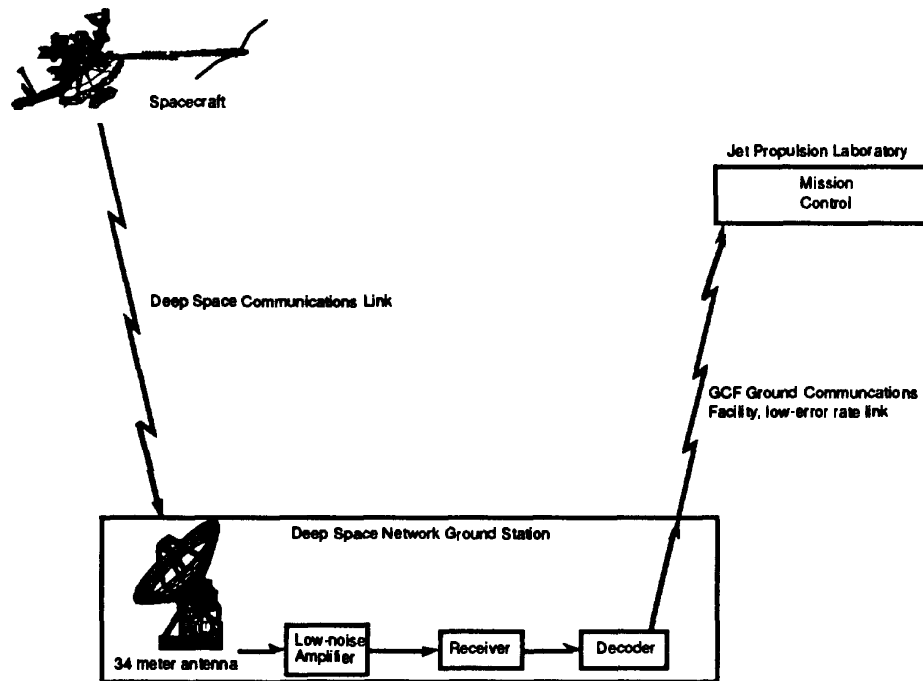 Spacecraft
Jet Propulsion Laboratory
Mission
Control
Deep Space Communications Link
GCF Ground Communcations
Facility, low-error rate link
Deep Space Network Ground Station
34 meter antenna
Low-noise
Amplifier
Receiver
Decoder